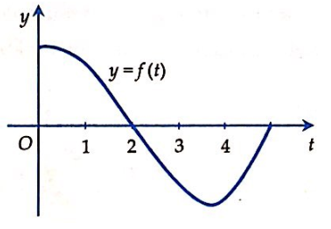 y
y = f(t)
O 1 2 3 4 t